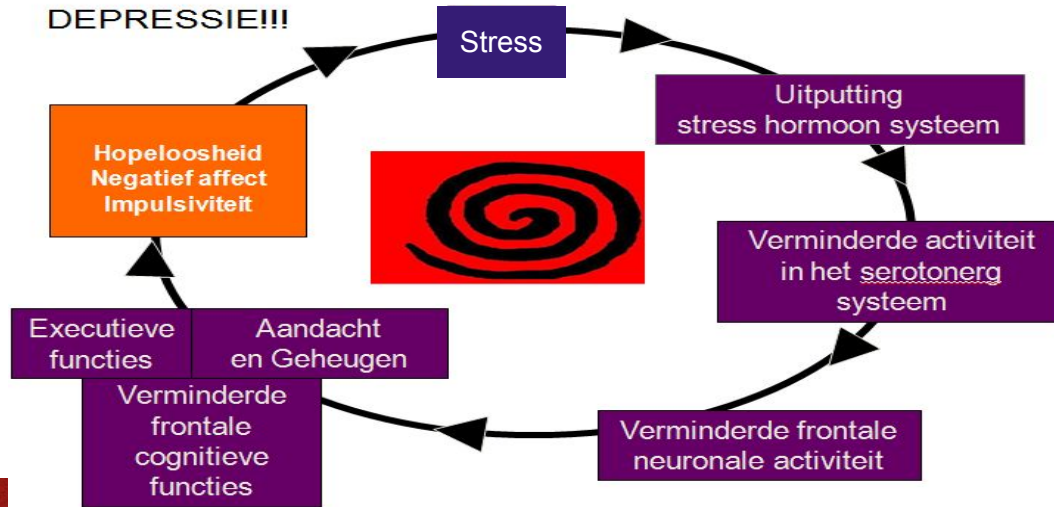 DEPRESSIE!!!
Stress
Uitputting
stress hormoon systeem
Verminderde activiteit
in het serotonerg
systeem
Verminderde frontale
neuronale activiteit
Executieve
functies
Aandacht
en Geheugen
Verminderde
frontale
cognitieve
functies
Hopeloosheid
Negatief affect
Impulsiviteit